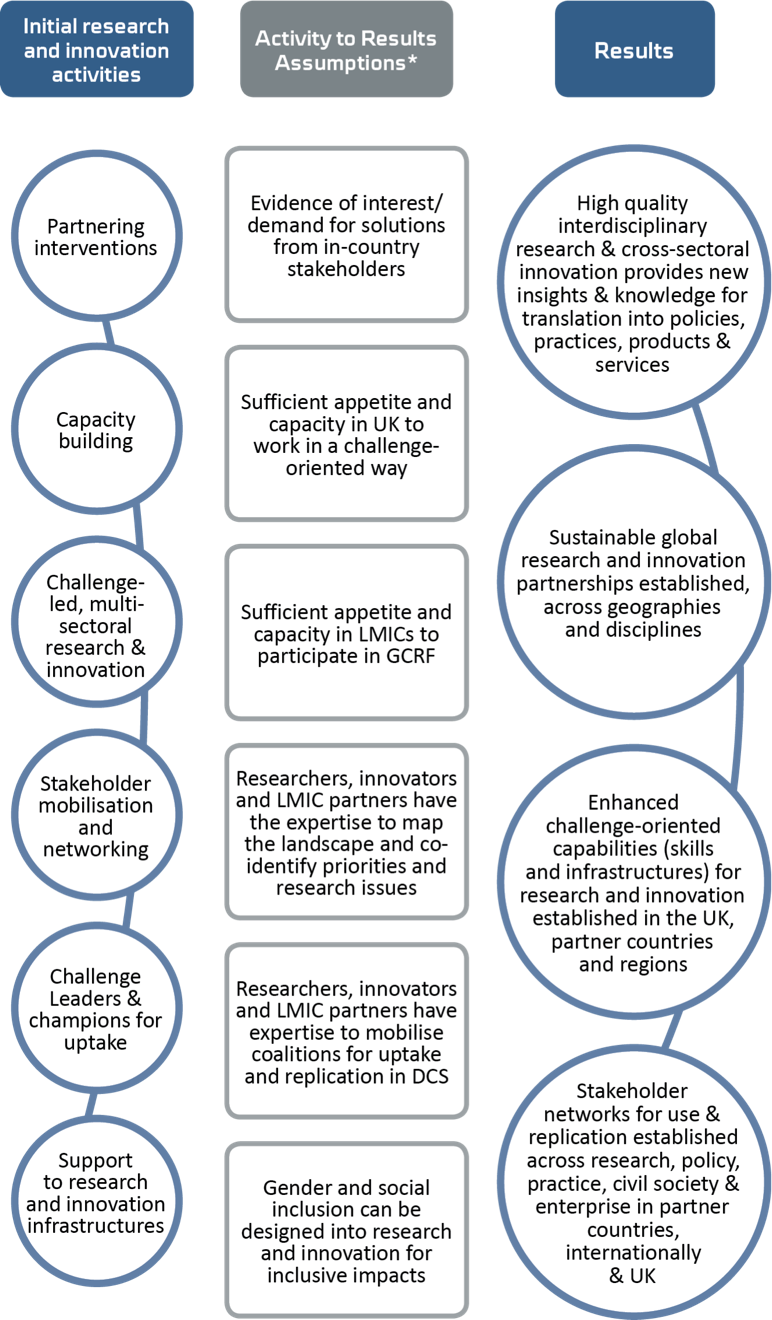 Initial research
and innovation
activities
Activity to Results
Assumptions*
Results
Partnering
interventions
Capacity
building
Challenge-
led, multi-
sectoral
research &
innovation
Stakeholder
mobilisation
and
networking
Challenge
Leaders &
champions for
uptake
Support
to research
and innovation
infrastructures
Evidence of interest/
demand for solutions
from in-country
stakeholders
Sufficient appetite and
capacity in UK to
work in a challenge-
oriented way
Sufficient appetite and
capacity in LMICs to
participate in GCRF
Researchers, innovators
and LMIC partners have
the expertise to map
the landscape and co-
identify priorities and
research issues
Researchers, innovators
and LMIC partners have
expertise to mobilise
coalitions for uptake
and replication in DCS
Gender and social
inclusion can be
designed into research
and innovation for
inclusive impacts
High quality
interdisciplinary
research & cross-sectoral
innovation provides new
insights & knowledge for
translation into policies,
practices, products &
services
Sustainable global
research and innovation
partnerships established,
across geographies
and disciplines
Enhanced
challenge-oriented
capabilities (skills
and infrastructures) for
research and innovation
established in the UK,
partner countries
and regions
Stakeholder
networks for use &
replication established
across research, policy,
practice, civil society &
enterprise in partner
countries,
internationally
& UK